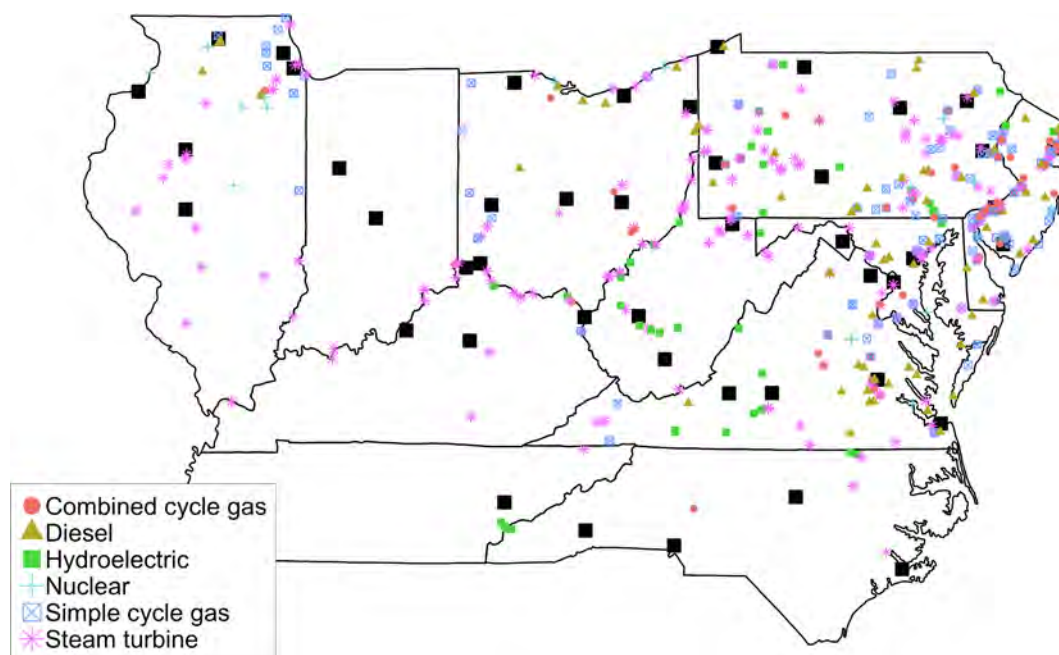 Combined cycle gas
Diesel
Hydroelectric
Nuclear
Simple cycle gas
Steam turbine